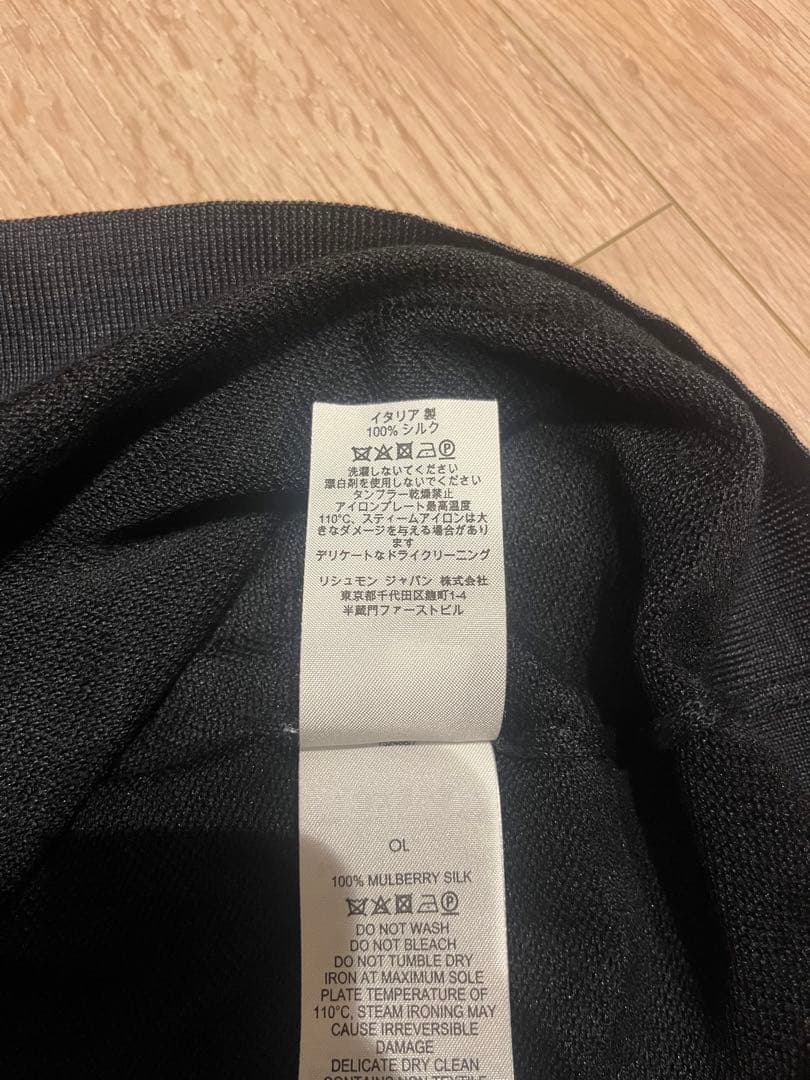 イタリア 製
100% シルク
洗濯しないてください
漂白剤を使用しないでください
タンブラー乾燥禁止
アイロンプレート最高温度
110°C、スティームアイロンは大
きなダメージを与える場合があり
ます
デリケートなドライクリーニング
リシュモン ジャパン 株式会社
東京都千代田区麹町1-4
半蔵門ファーストビル
OL
100% MULBERRY SILK
DO NOT WASH
DO NOT BLEACH
DO NOT TUMBLE DRY
IRON AT MAXIMUM SOLE
PLATE TEMPERATURE OF
110°C, STEAM IRONING MAY
CAUSE IRREVERSIBLE
DAMAGE
DELICATE DRY CLEAN
CONTAINS NON TEXTILE